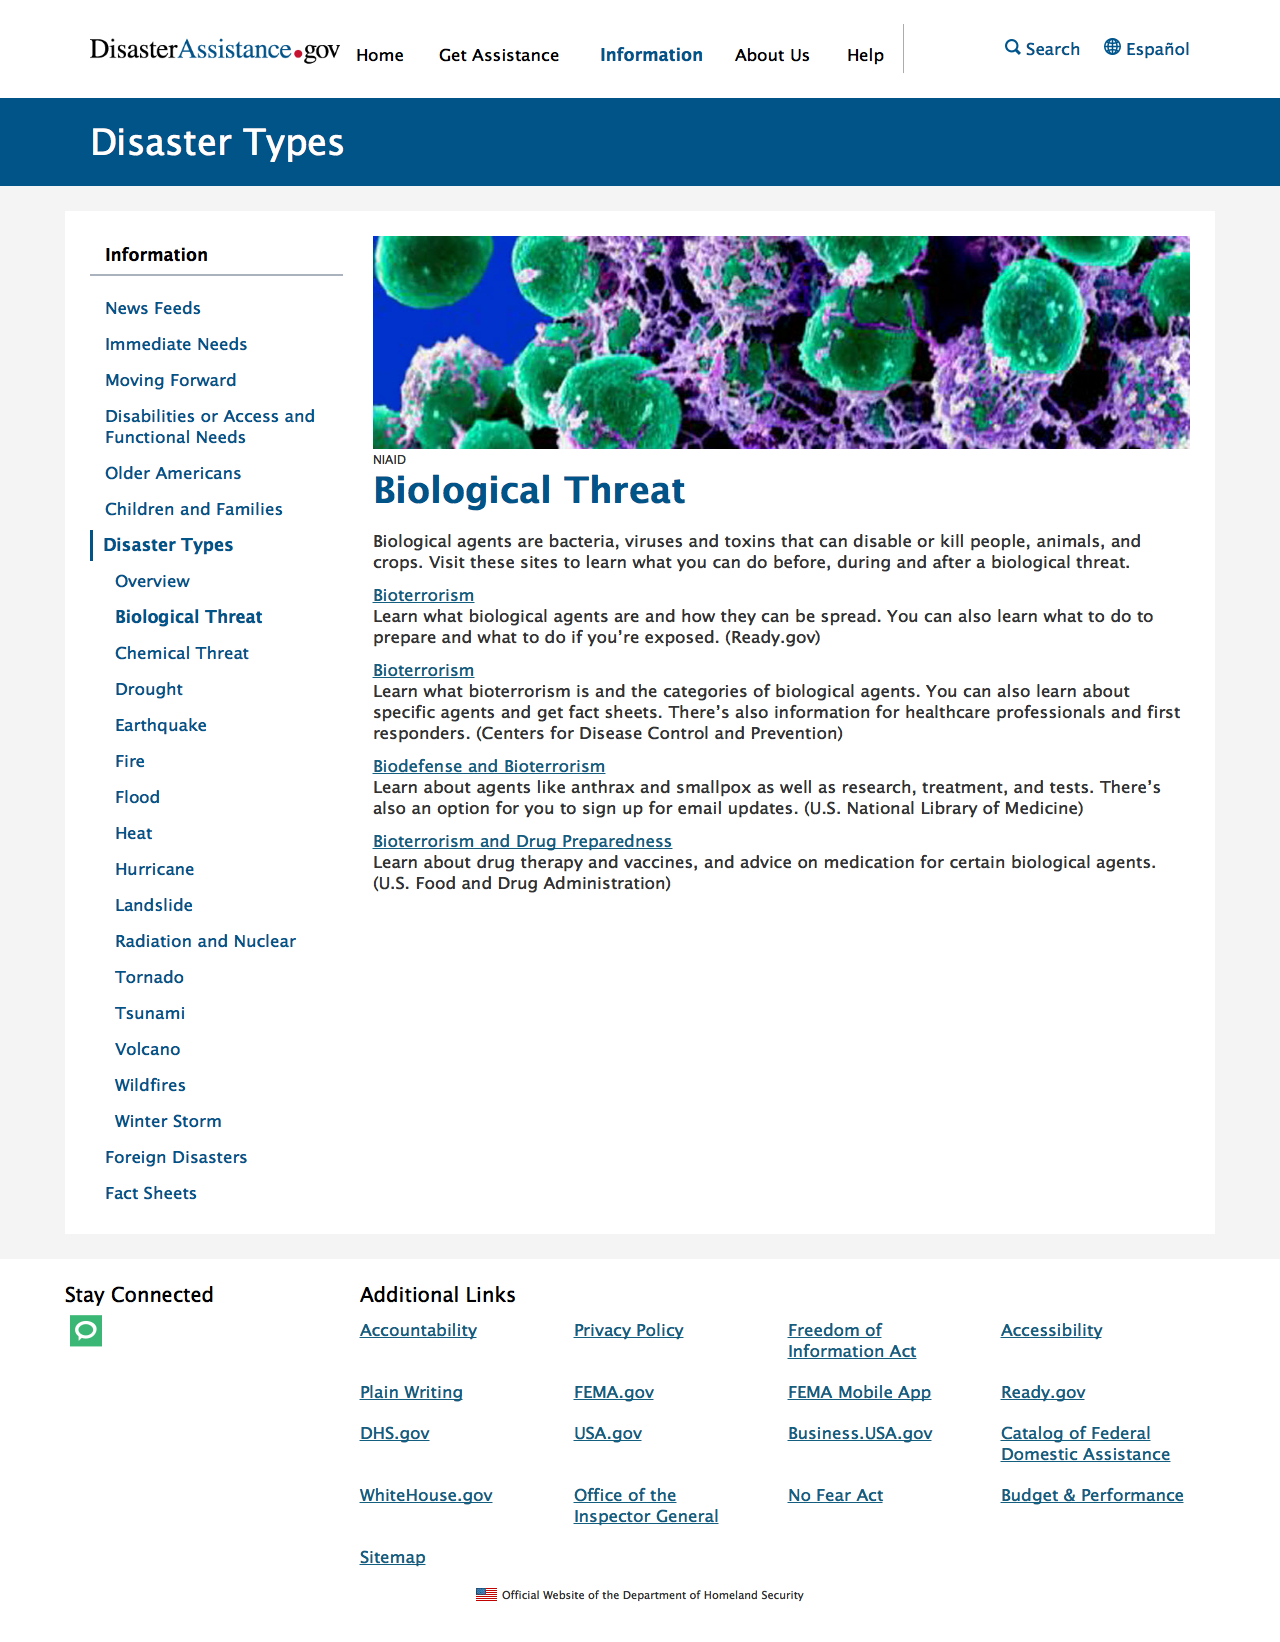 DisasterAssistance.gov
Home Get Assistance Information About Us Help
Search Español
Disaster Types
Information
News Feeds
Immediate Needs
Moving Forward
Disabilities or Access and
Functional Needs
Older Americans
Children and Families
Disaster Types
Overview
Biological Threat
Chemical Threat
Drought
Earthquake
Fire
Flood
Heat
Hurricane
Landslide
Radiation and Nuclear
Tornado
Tsunami
Volcano
Wildfires
Winter Storm
Foreign Disasters
Fact Sheets
NIAID
Biological Threat
Biological agents are bacteria, viruses and toxins that can disable or kill people, animals, and
crops. Visit these sites to learn what you can do before, during and after a biological threat.
Bioterrorism
Learn what biological agents are and how they can be spread. You can also learn what to do to
prepare and what to do if you’re exposed. (Ready.gov)
Bioterrorism
Learn what bioterrorism is and the categories of biological agents. You can also learn about
specific agents and get fact sheets. There’s also information for healthcare professionals and first
responders. (Centers for Disease Control and Prevention)
Biodefense and Bioterrorism
Learn about agents like anthrax and smallpox as well as research, treatment, and tests. There’s
also an option for you to sign up for email updates. (U.S. National Library of Medicine)
Bioterrorism and Drug Preparedness
Learn about drug therapy and vaccines, and advice on medication for certain biological agents.
(U.S. Food and Drug Administration)
Stay Connected
Additional Links
Accountability
Privacy Policy
Freedom of
Information Act
Accessibility
Plain Writing
FEMA.gov
FEMA Mobile App
Ready.gov
DHS.gov
USA.gov
Business.USA.gov
Catalog of Federal
Domestic Assistance
WhiteHouse.gov
Office of the
Inspector General
No Fear Act
Budget & Performance
Sitemap
Official Website of the Department of Homeland Security